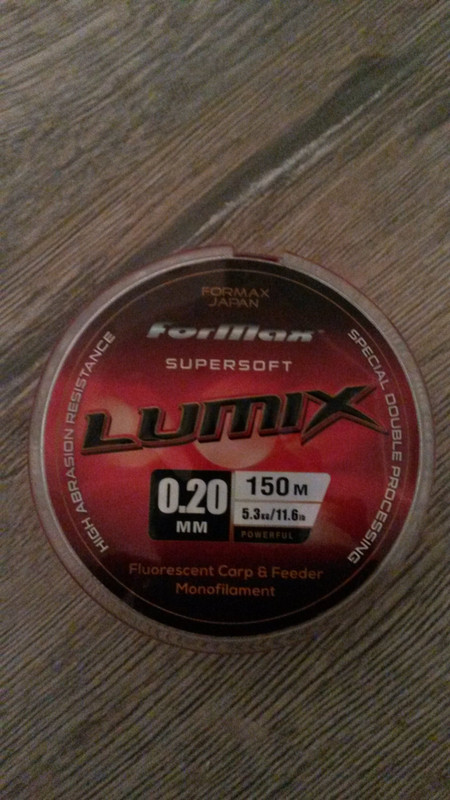 FORMAX
JAPAN
ForMax
SUPERSOFT
LUMIX
HIGH ABRASION RESISTANCE
SPECIAL DOUBLE PROCESSING
0.20
MM
150 M
5.3KG/11.6lb
POWERFUL
Fluorescent Carp & Feeder
Monofilament